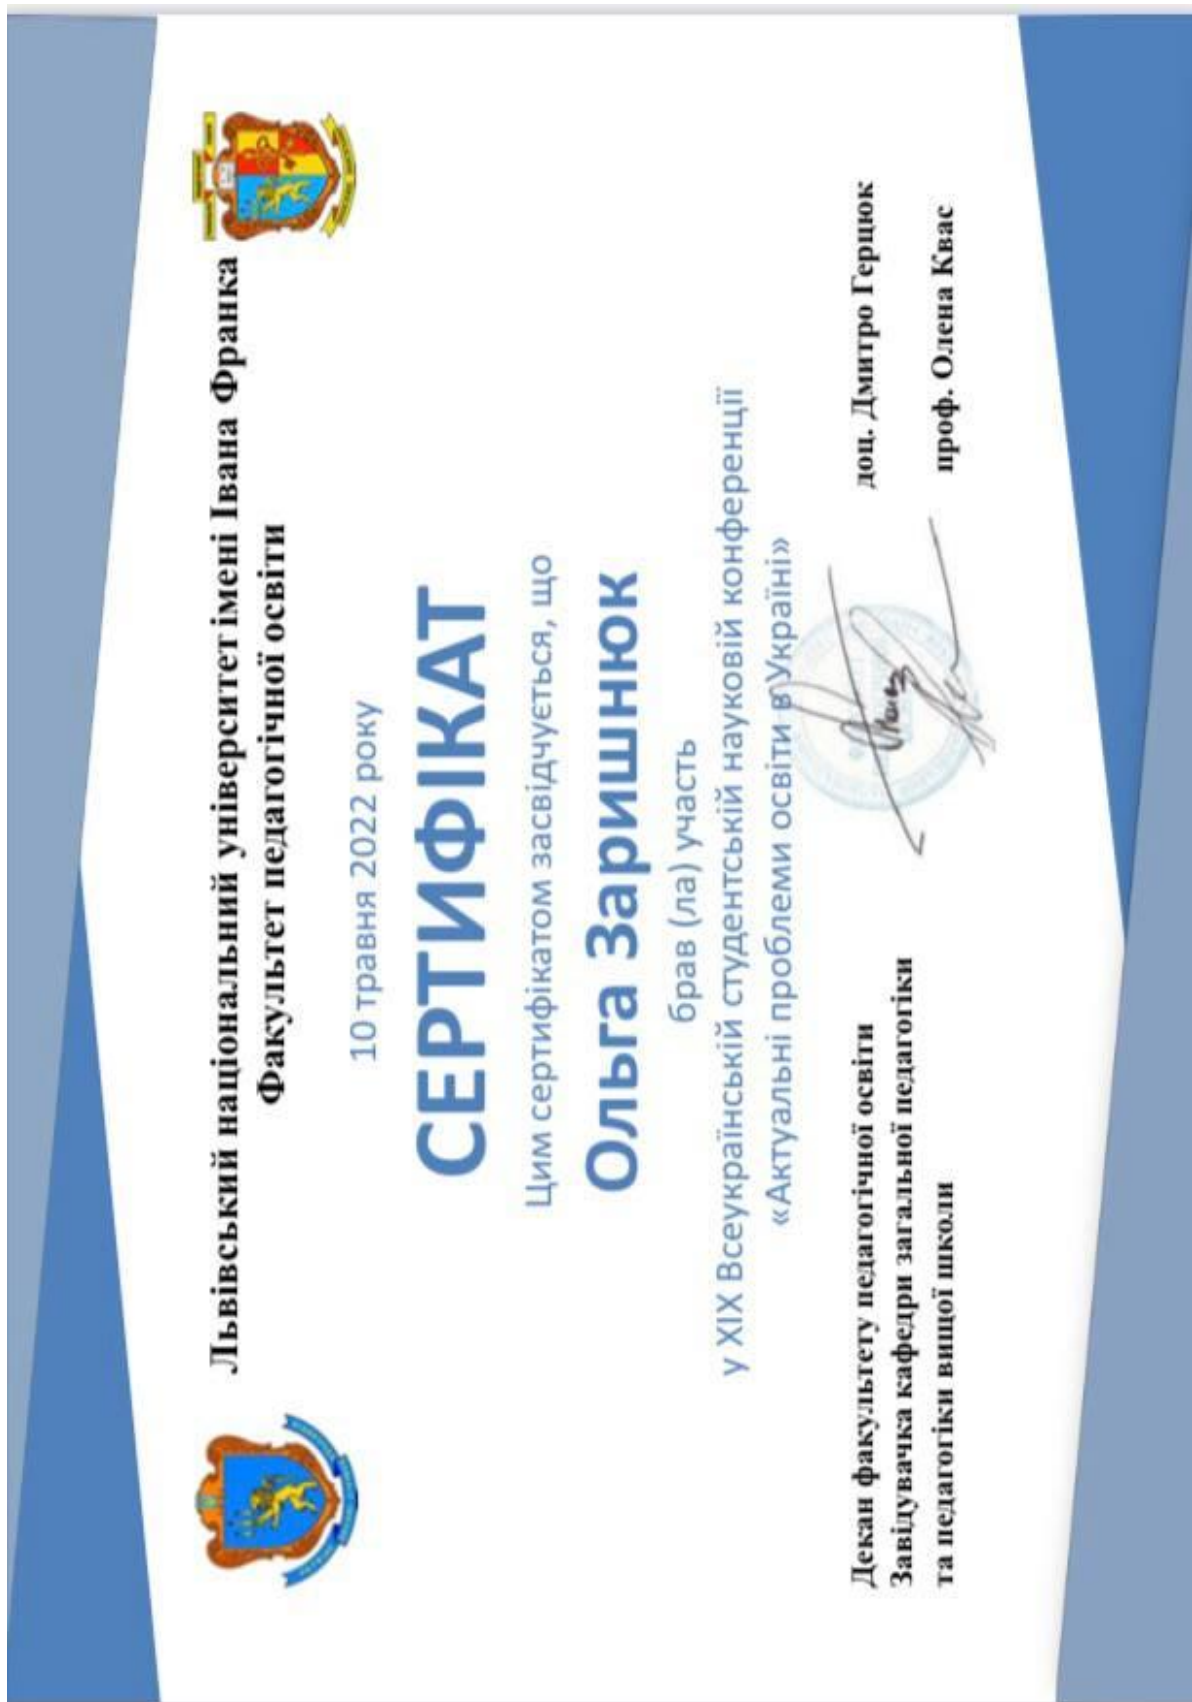 Львівський національний університет імені Івана Франка
Факультет педагогічної освіти
10 травня 2022 року
СЕРТИФІКАТ
Цим сертифікатом засвідчується, що
Ольга Заришнюк
брав (ла) участь
у XIX Всеукраїнській студентській науковій конференції
«Актуальні проблеми освіти в Україні»
Декан факультету педагогічної освіти
доц. Дмитро Герцюк
Завідувачка кафедри загальної педагогіки
та педагогіки вищої школи
проф. Олена Квас